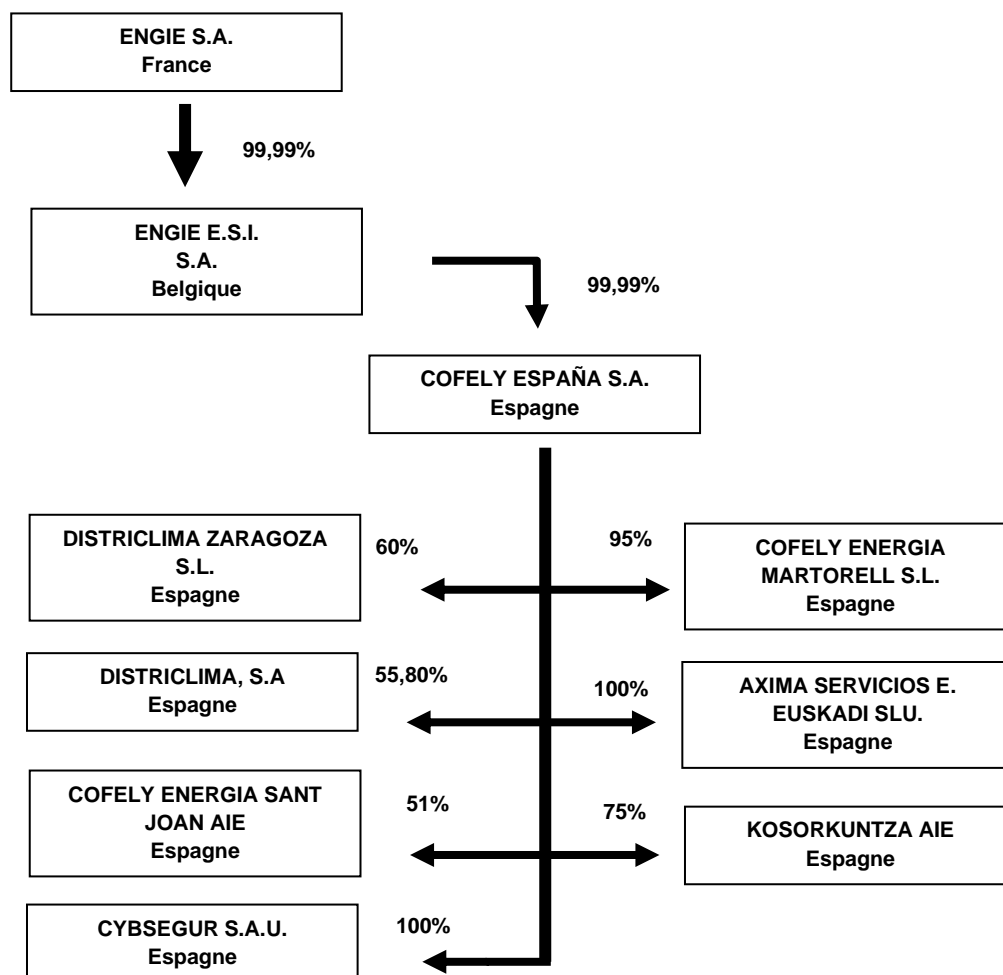 ENGIE S.A.
France
99,99%
ENGIE E.S.I.
S.A.
Belgique
99,99%
COFELY ESPAÑA S.A.
Espagne
DISTRICLIMA ZARAGOZA
S.L.
Espagne
60%
95%
COFELY ENERGIA
MARTORELL S.L.
Espagne
DISTRICLIMA, S.A
Espagne
55,80%
100%
AXIMA SERVICIOS E.
EUSKADI SLU.
Espagne
COFELY ENERGIA SANT
JOAN AIE
Espagne
51%
75%
KOSORKUNTZA AIE
Espagne
CYBSEGUR S.A.U.
Espagne
100%